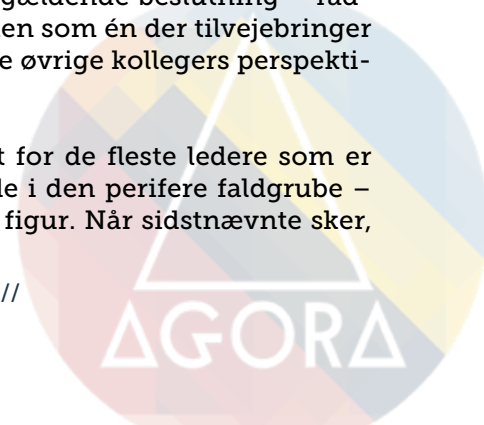 gældende beslutning – råd
en som én der tilvejebringer
e øvrige kollegers perspekti-
t for de fleste ledere som er
le i den perifere faldgrube –
figur. Når sidstnævnte sker,
//
AGORA